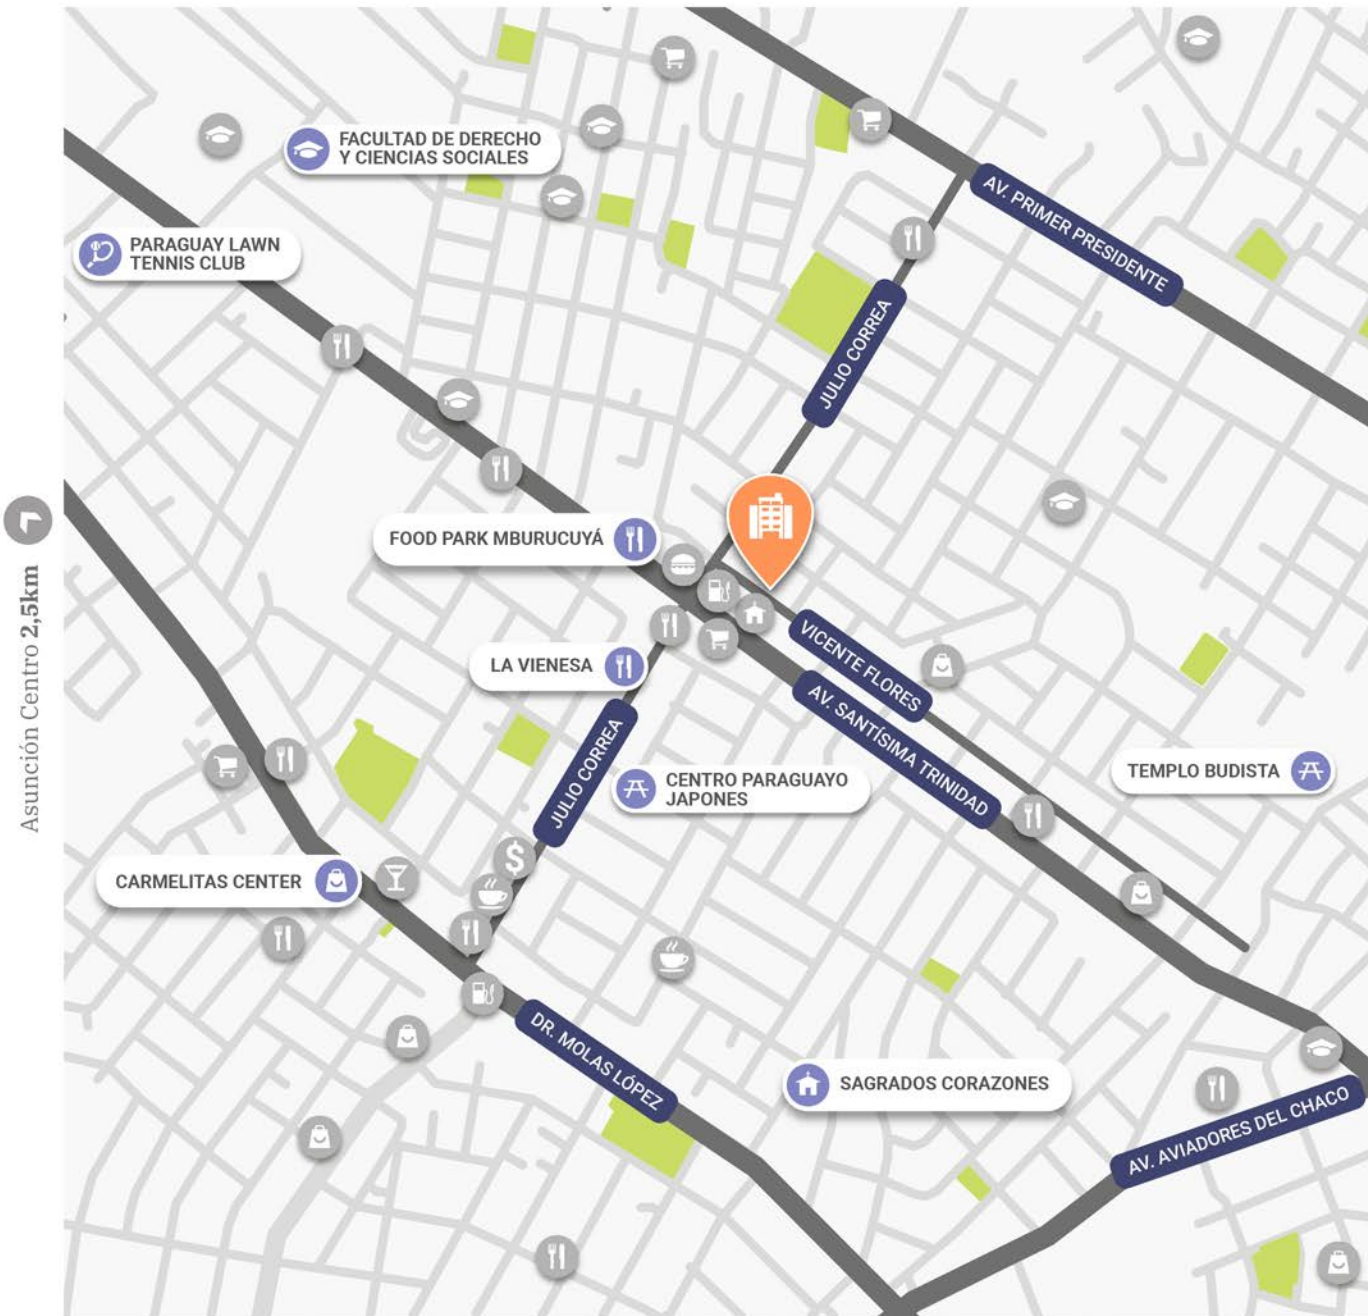 AV. PRIMER PRESIDENTE
FACULTAD DE DERECHO
Y CIENCIAS SOCIALES
PARAGUAY LAWN
TENNIS CLUB
JULIO CORREA
FOOD PARK MBURUCUYÁ
VICENTE FLORES
LA VIENESA
AV. SANTÍSIMA TRINIDAD
JULIO CORREA
CENTRO PARAGUAYO
JAPONES
TEMPLO BUDISTA
Asunción Centro 2,5km
CARMELITAS CENTER
$
DR. MOLAS LÓPEZ
SAGRADOS CORAZONES
AV. AVIADORES DEL CHACO